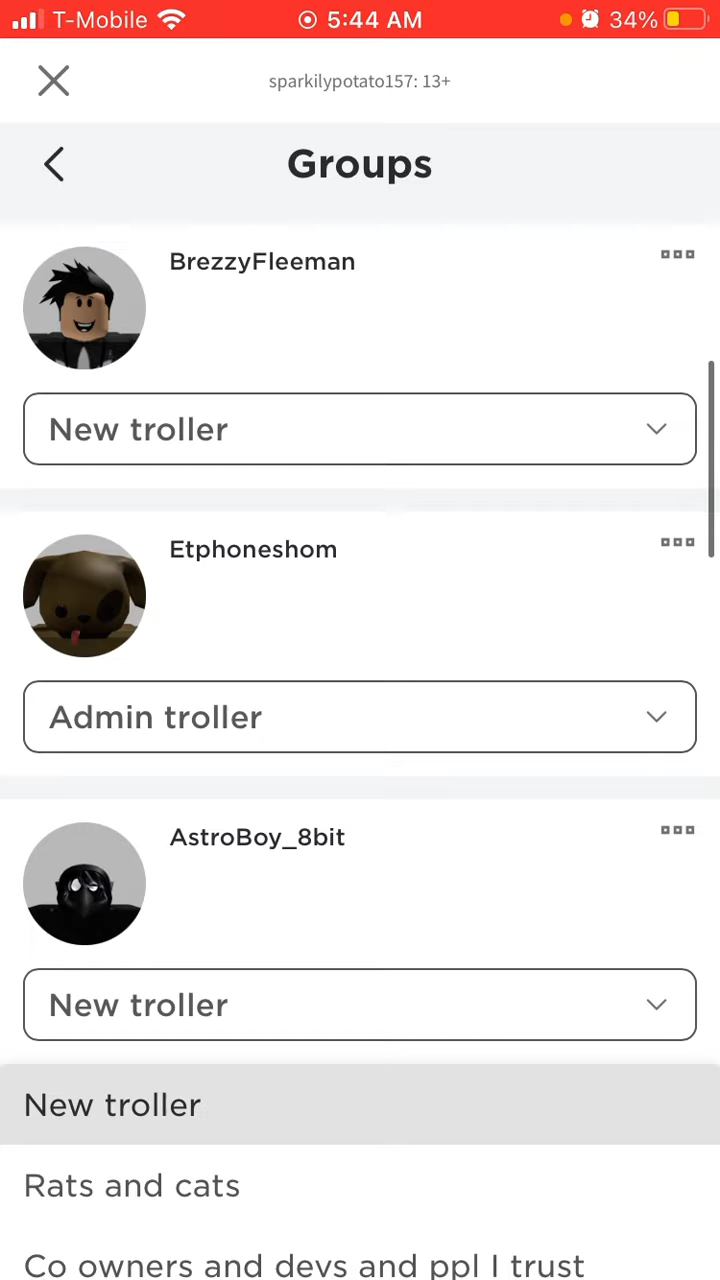 T-Mobile 5:44 AM 34%
sparkilypotato157: 13+
Groups
BrezzyFleeman
New troller
Etphoneshom
Admin troller
AstroBoy_8bit
New troller
New troller
Rats and cats
Co owners and devs and ppl I trust